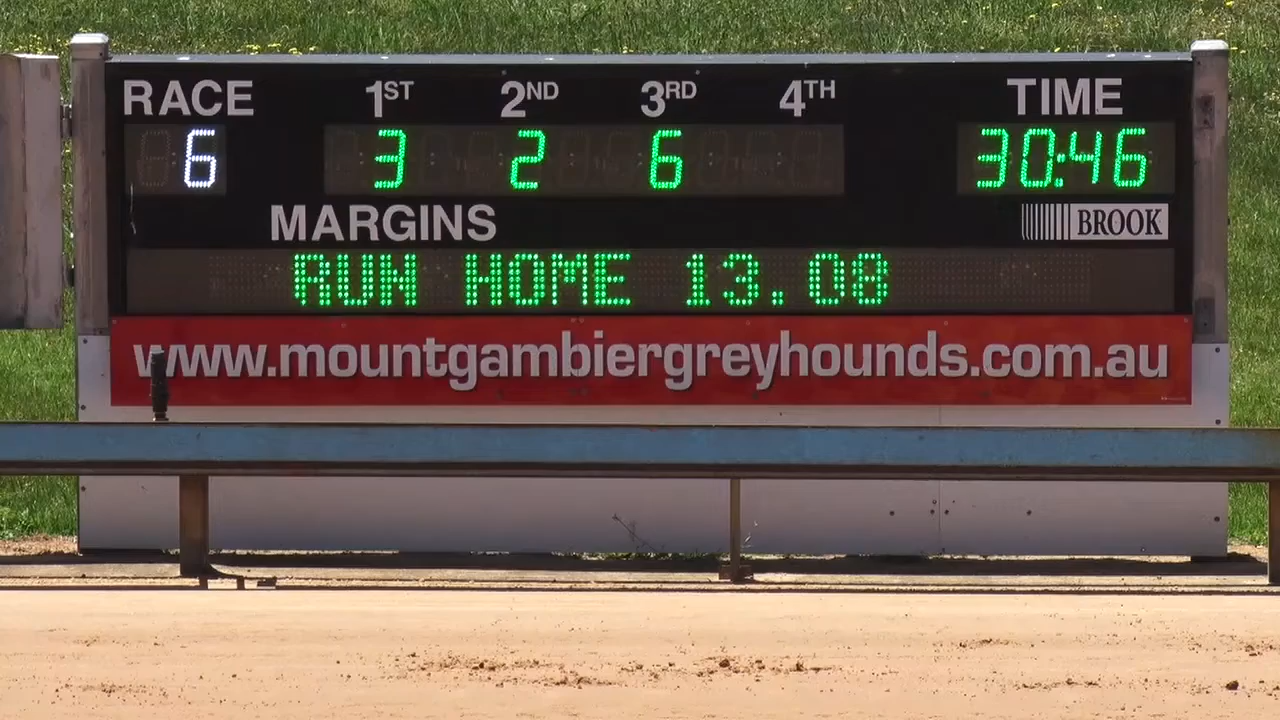 RACE 1ST 2ND 3RD 4TH TIME
6 3 2 6 30:46
MARGINS BROOK
RUN HOME 13.08
www.mountgambiergreyhounds.com.au